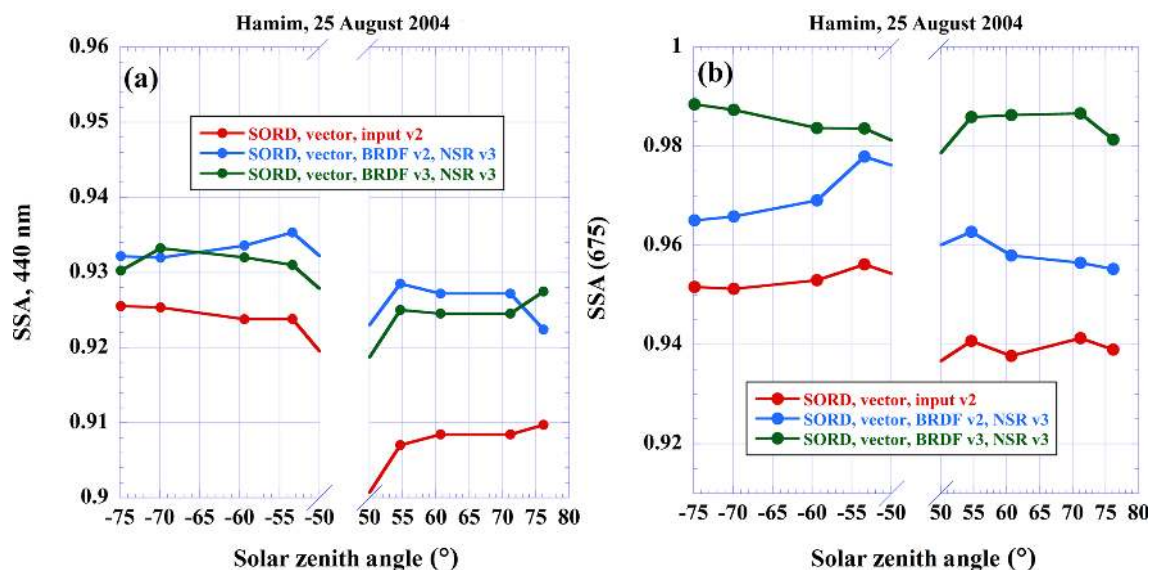 Hamim, 25 August 2004
0.96
0.95
0.94
0.93
0.92
0.91
0.9
SSA, 440 nm
(a)
SORD, vector, input v2
SORD, vector, BRDF v2, NSR v3
SORD, vector, BRDF v3, NSR v3
-75 -70 -65 -60 -55 -50 50 55 60 65 70 75 80
Solar zenith angle (°)
Hamim, 25 August 2004
1
0.98
0.96
0.94
0.92
SSA (675)
(b)
SORD, vector, input v2
SORD, vector, BRDF v2, NSR v3
SORD, vector, BRDF v3, NSR v3
-75 -70 -65 -60 -55 -50 50 55 60 65 70 75 80
Solar zenith angle (°)